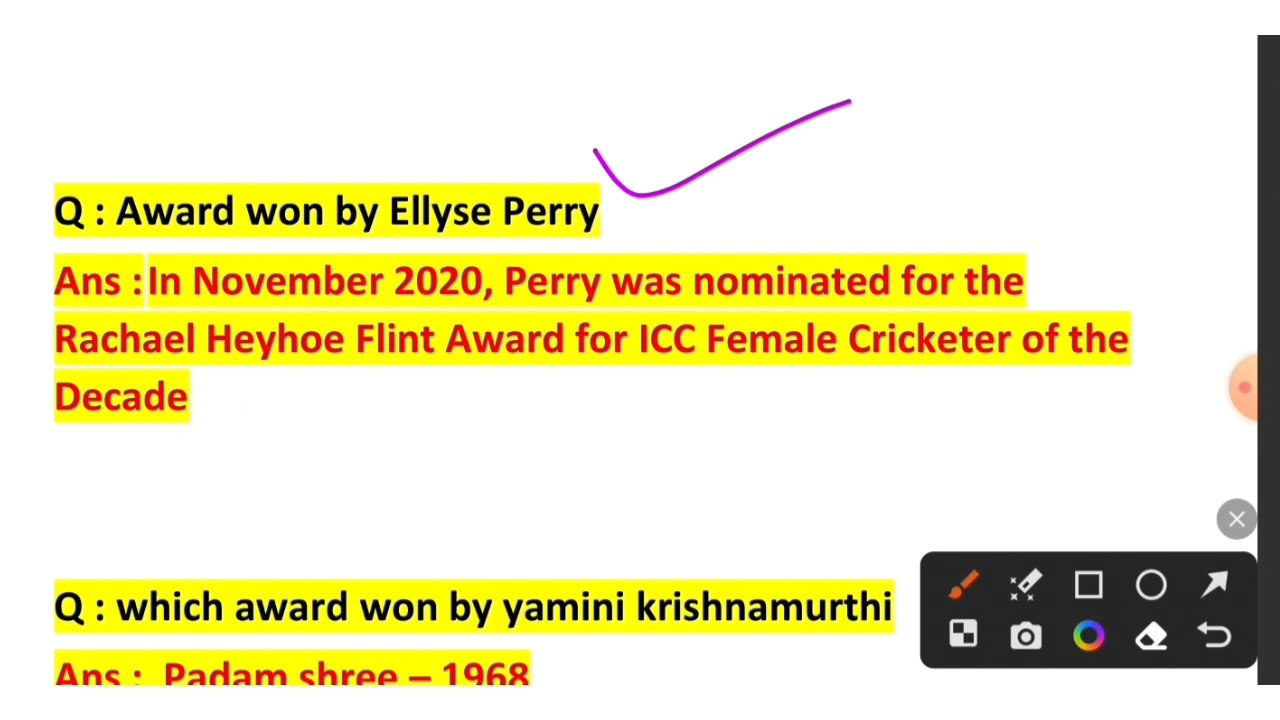 Q : Award won by Ellyse Perry
Ans : In November 2020, Perry was nominated for the
Rachael Heyhoe Flint Award for ICC Female Cricketer of the
Decade
Q : which award won by yamini krishnamurthi
Ans : Padam shree – 1968